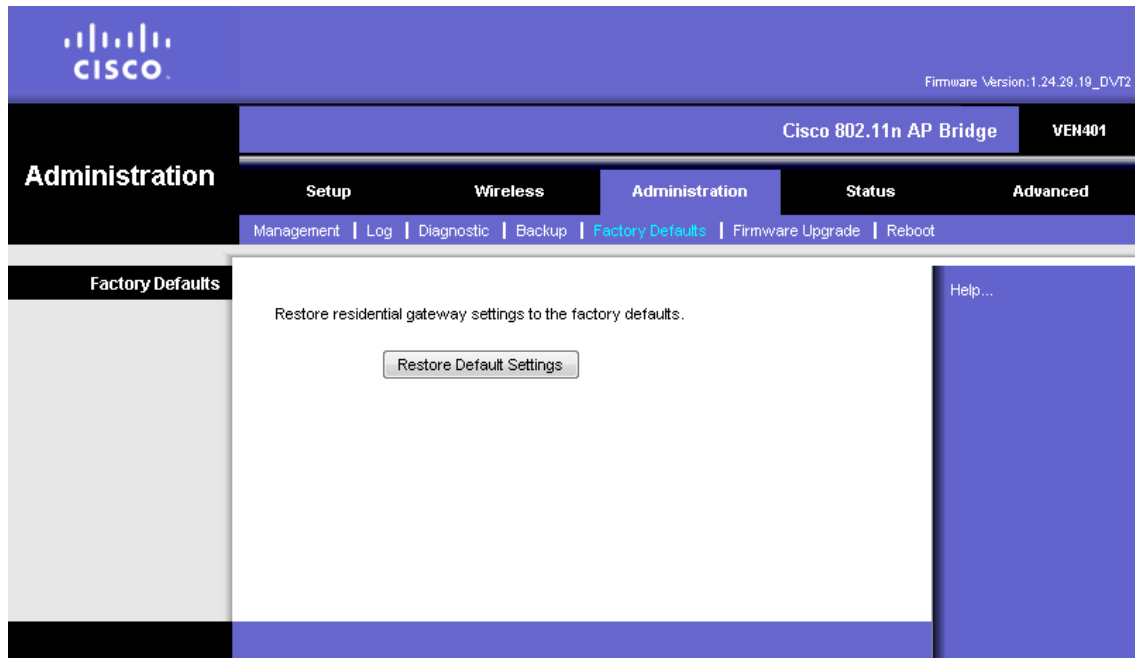 CISCO.
Firmware Version:1.24.29.19_DVT2
Cisco 802.11n AP Bridge VEN401
Administration
Setup Wireless Administration Status Advanced
Management | Log | Diagnostic | Backup | Factory Defaults | Firmware Upgrade | Reboot
Factory Defaults
Help...
Restore residential gateway settings to the factory defaults.
Restore Default Settings